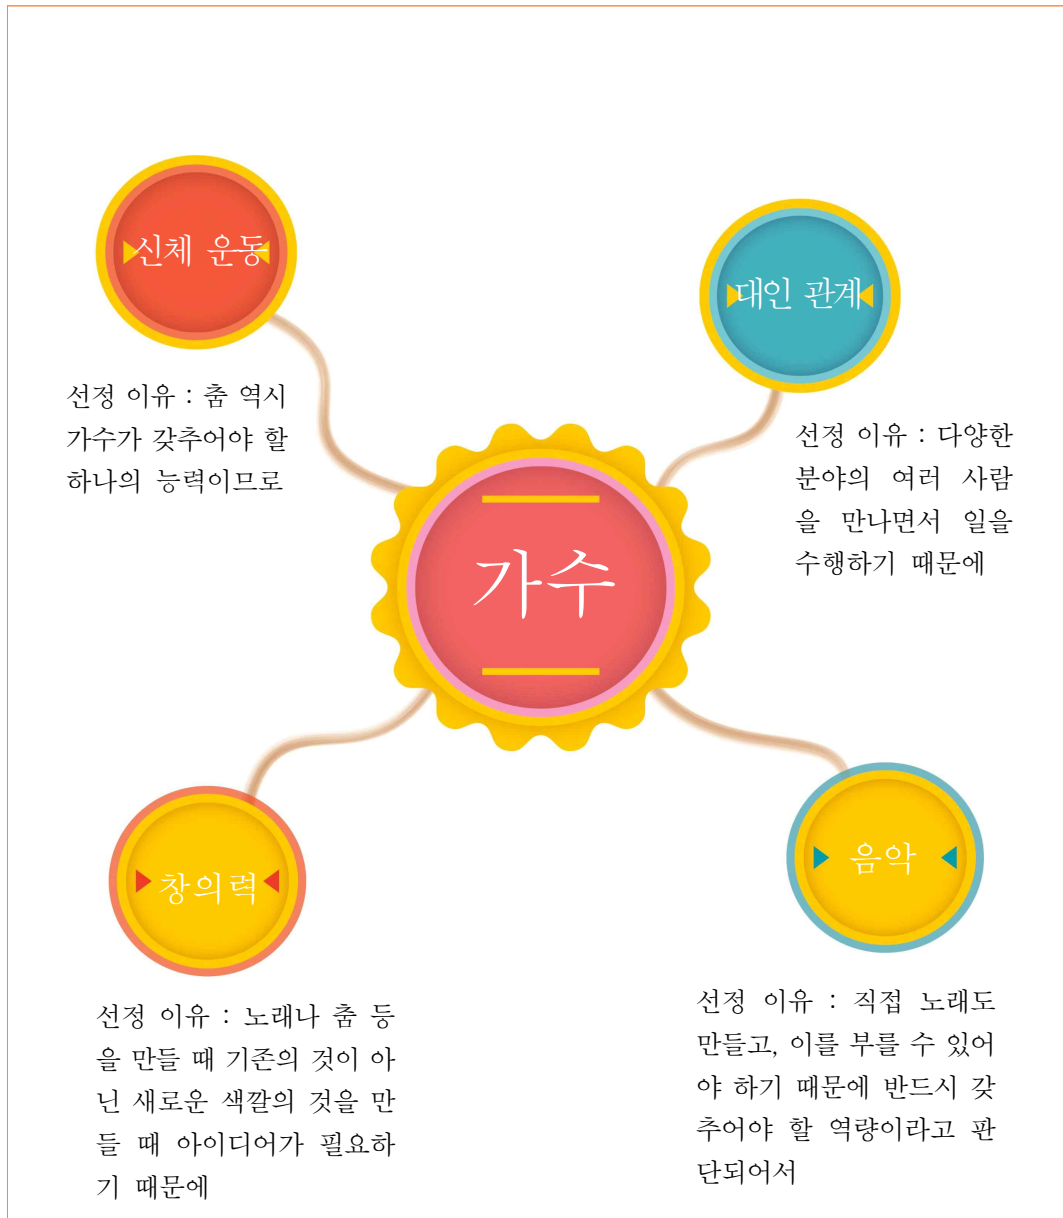 신체 운동
선정 이유 : 춤 역시
가수가 갖추어야 할
하나의 능력이므로
대인 관계
선정 이유 : 다양한
분야의 여러 사람
을 만나면서 일을
수행하기 때문에
가수
창의력
선정 이유 : 노래나 춤 등
을 만들 때 기존의 것이 아
닌 새로운 색깔의 것을 만
들 때 아이디어가 필요하
기 때문에
음악
선정 이유 : 직접 노래도
만들고, 이를 부를 수 있어
야 하기 때문에 반드시 갖
추어야 할 역량이라고 판
단되어서